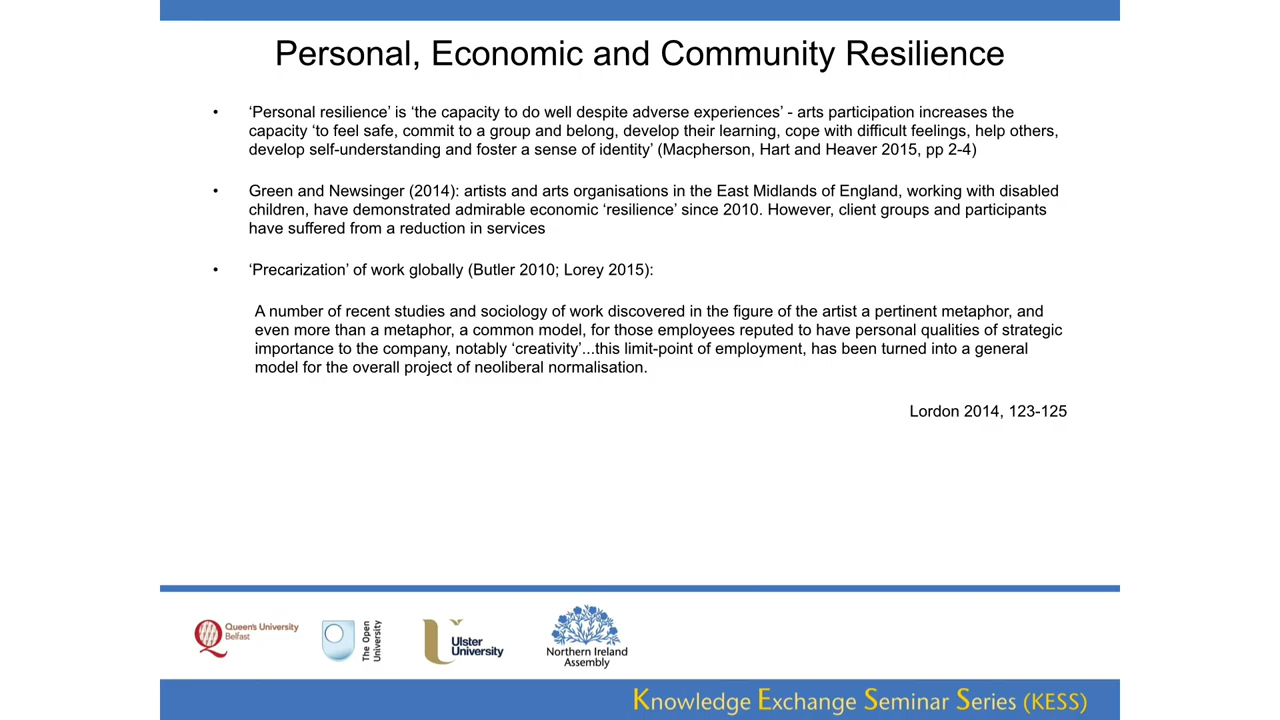 Personal, Economic and Community Resilience
• ‘Personal resilience’ is ‘the capacity to do well despite adverse experiences’ - arts participation increases the
capacity ‘to feel safe, commit to a group and belong, develop their learning, cope with difficult feelings, help others,
develop self-understanding and foster a sense of identity’ (Macpherson, Hart and Heaver 2015, pp 2-4)
• Green and Newsinger (2014): artists and arts organisations in the East Midlands of England, working with disabled
children, have demonstrated admirable economic ‘resilience’ since 2010. However, client groups and participants
have suffered from a reduction in services
• ‘Precarization’ of work globally (Butler 2010; Lorey 2015):
A number of recent studies and sociology of work discovered in the figure of the artist a pertinent metaphor, and
even more than a metaphor, a common model, for those employees reputed to have personal qualities of strategic
importance to the company, notably ‘creativity’...this limit-point of employment, has been turned into a general
model for the overall project of neoliberal normalisation.
Lordon 2014, 123-125
Queen's University
Belfast
The Open
University
Ulster
University
Northern Ireland
Assembly
Knowledge Exchange Seminar Series (KESS)